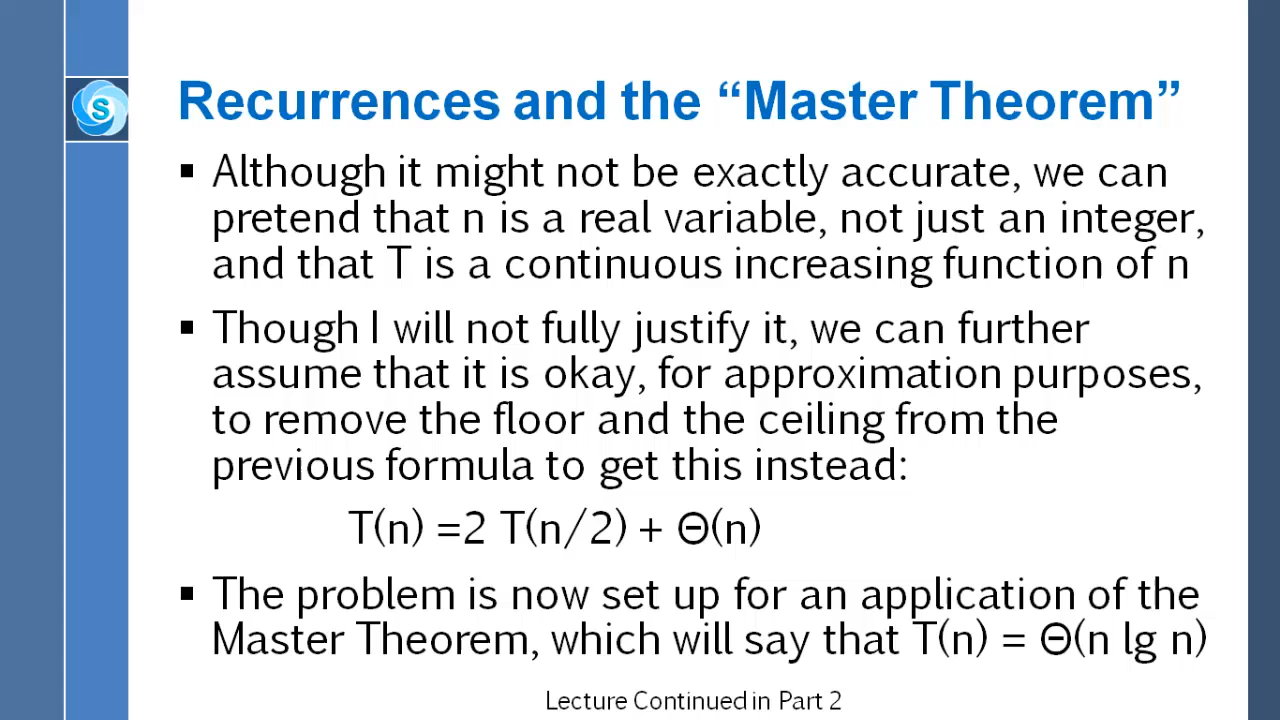 S
Recurrences and the “Master Theorem”
▪ Although it might not be exactly accurate, we can
pretend that n is a real variable, not just an integer,
and that T is a continuous increasing function of n
▪ Though I will not fully justify it, we can further
assume that it is okay, for approximation purposes,
to remove the floor and the ceiling from the
previous formula to get this instead:
T(n) =2 T(n/2) + Θ(n)
▪ The problem is now set up for an application of the
Master Theorem, which will say that T(n) = Θ(n lg n)
Lecture Continued in Part 2